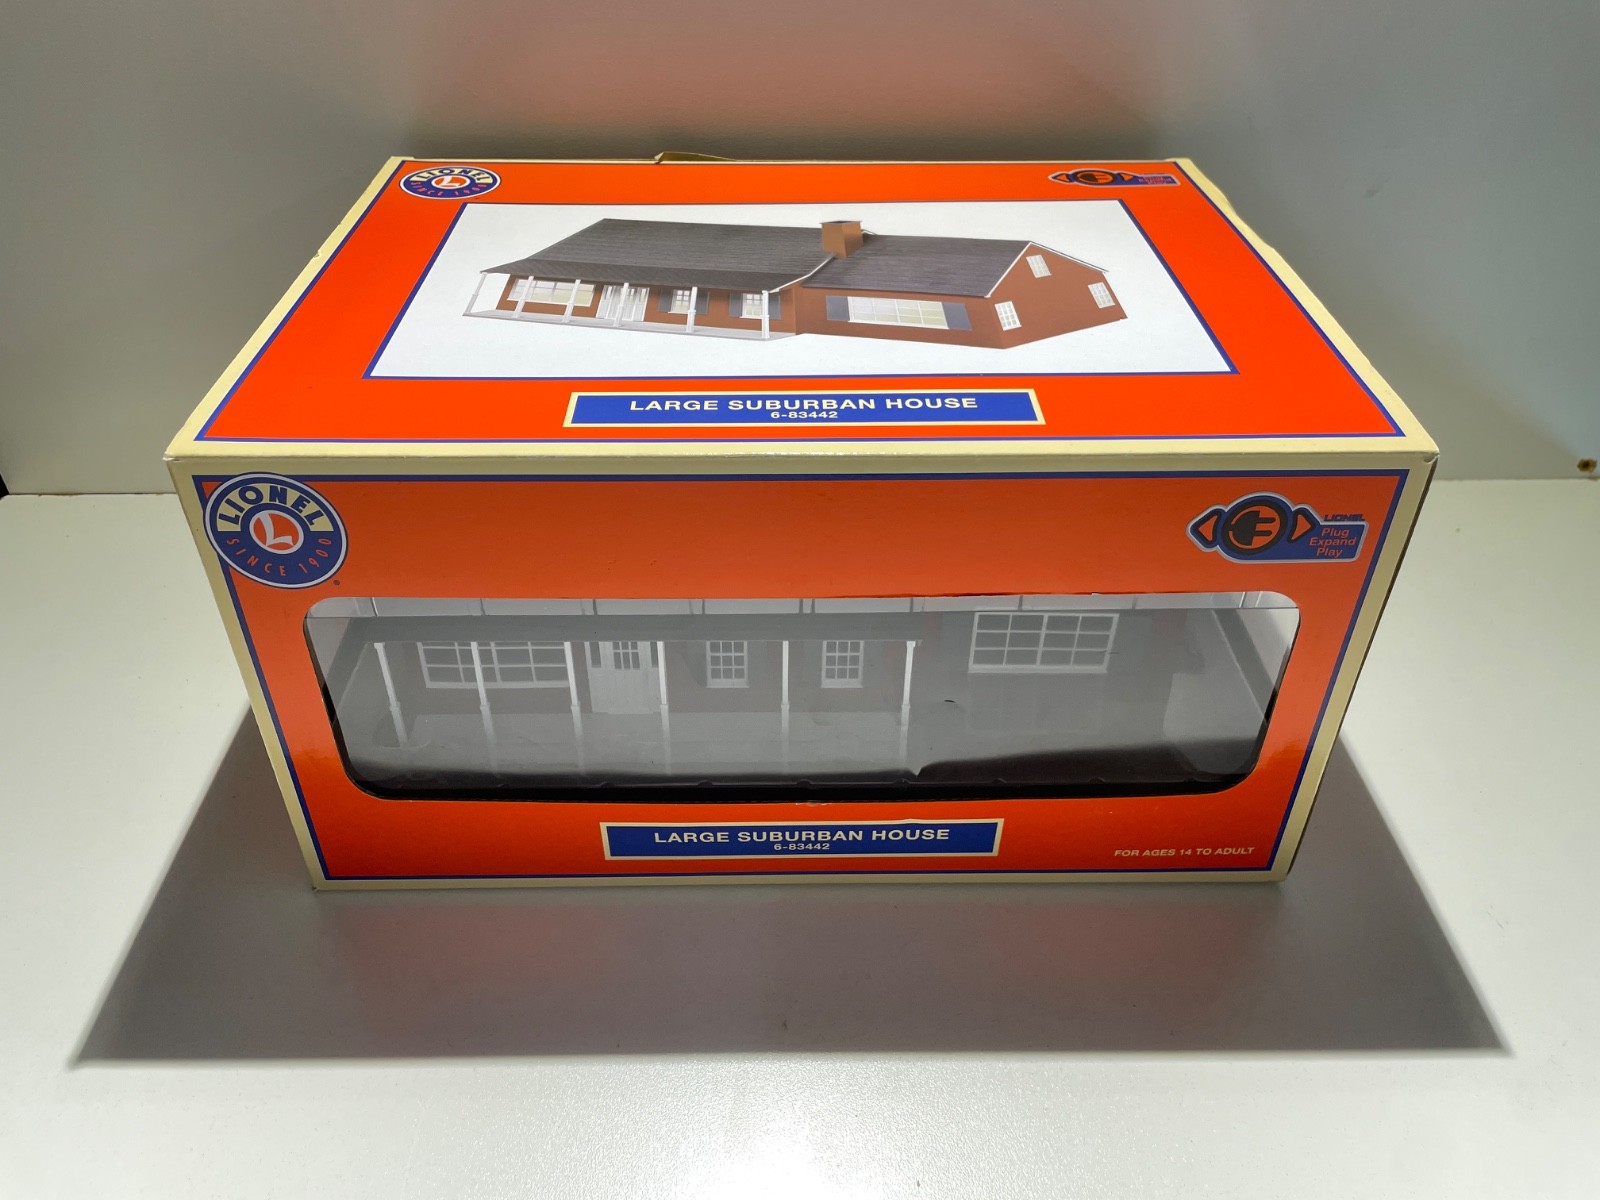 LIONEL
L
SINCE 1900
LARGE SUBURBAN HOUSE
6-83442
LIONEL
L
SINCE 1900
LIONEL
Plug
Expand
Play
LARGE SUBURBAN HOUSE
6-83442
FOR AGES 14 TO ADULT